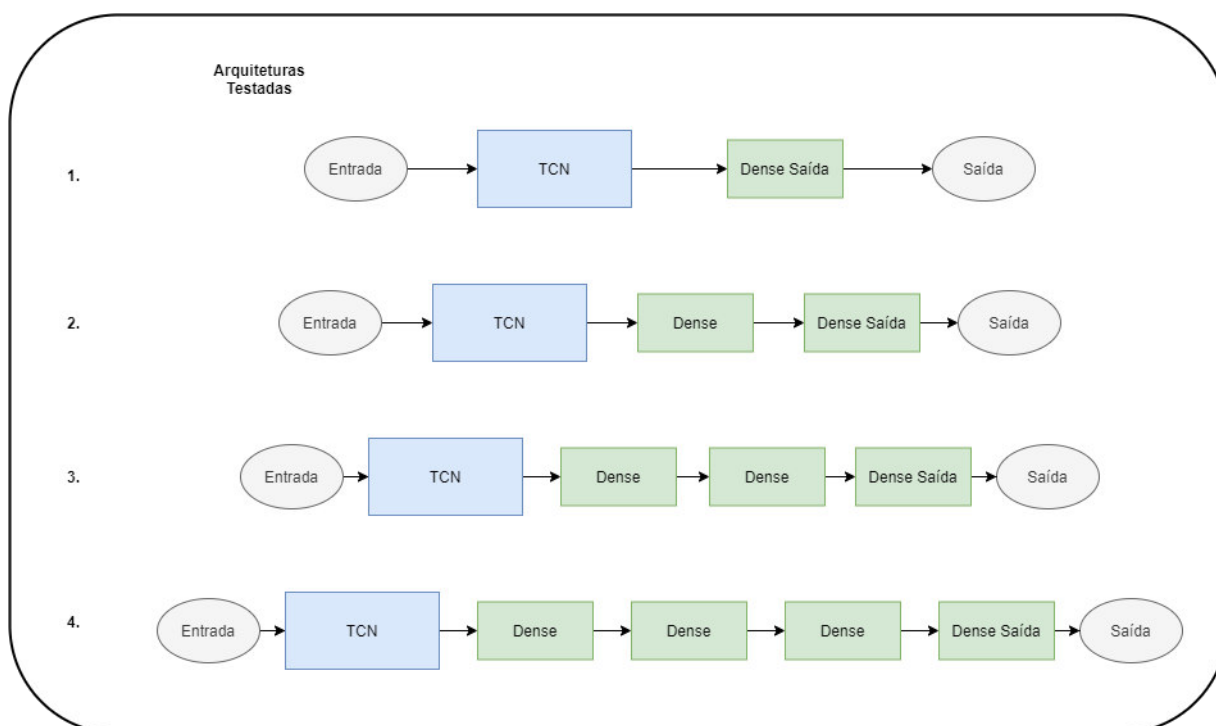 Arquiteturas
Testadas
1.
Entrada
TCN
Dense Saída
Saída
2.
Entrada
TCN
Dense
Dense Saída
Saída
3.
Entrada
TCN
Dense
Dense
Dense Saída
Saída
4.
Entrada
TCN
Dense
Dense
Dense
Dense Saída
Saída